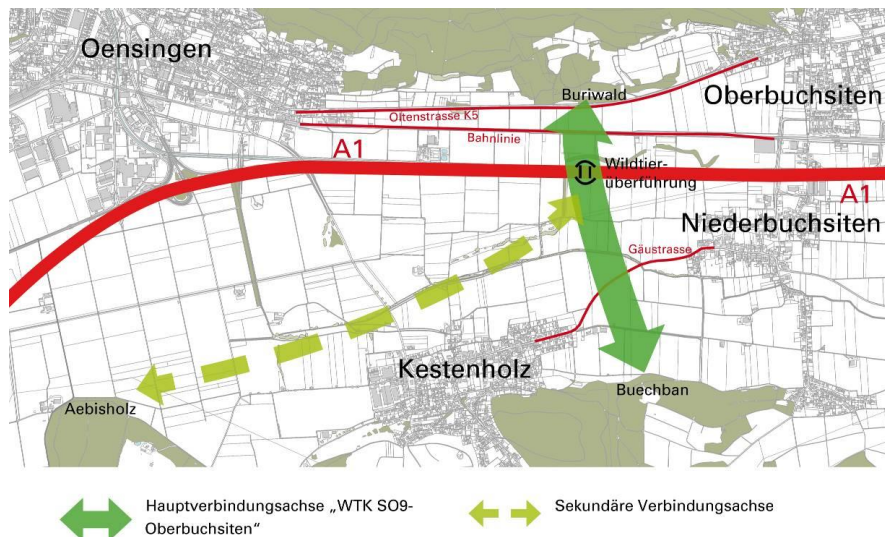 Oensingen
Buriwald
Oberbuchsiten
Oltenstrasse K5
Bahnlinie
A1
Wildtier-
überführung
A1
Niederbuchsiten
Gäustrasse
Kestenholz
Buechban
Aebisholz
Hauptverbindungsachse „WTK SO9-
Oberbuchsiten“
Sekundäre Verbindungsachse